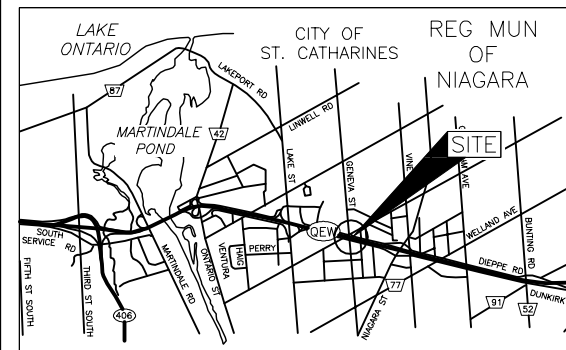 LAKE
ONTARIO
CITY OF
ST. CATHARINES
REG MUN
OF
NIAGARA
LAKEPORT RD
87
MARTINDALE
POND
42
LINWELL RD
SITE
LAKE ST
GENEVA ST
VINE
AVE
BUNTING RD
WELLAND AVE
QEW
SOUTH
SERVICE RD
PERRY
HAIG
VENTURA
ONTARIO ST
MARTINDALE RD
DIEPPE RD
DUNKIRK
FIFTH ST SOUTH
THIRD ST SOUTH
406
NIAGARA ST
77
91
52